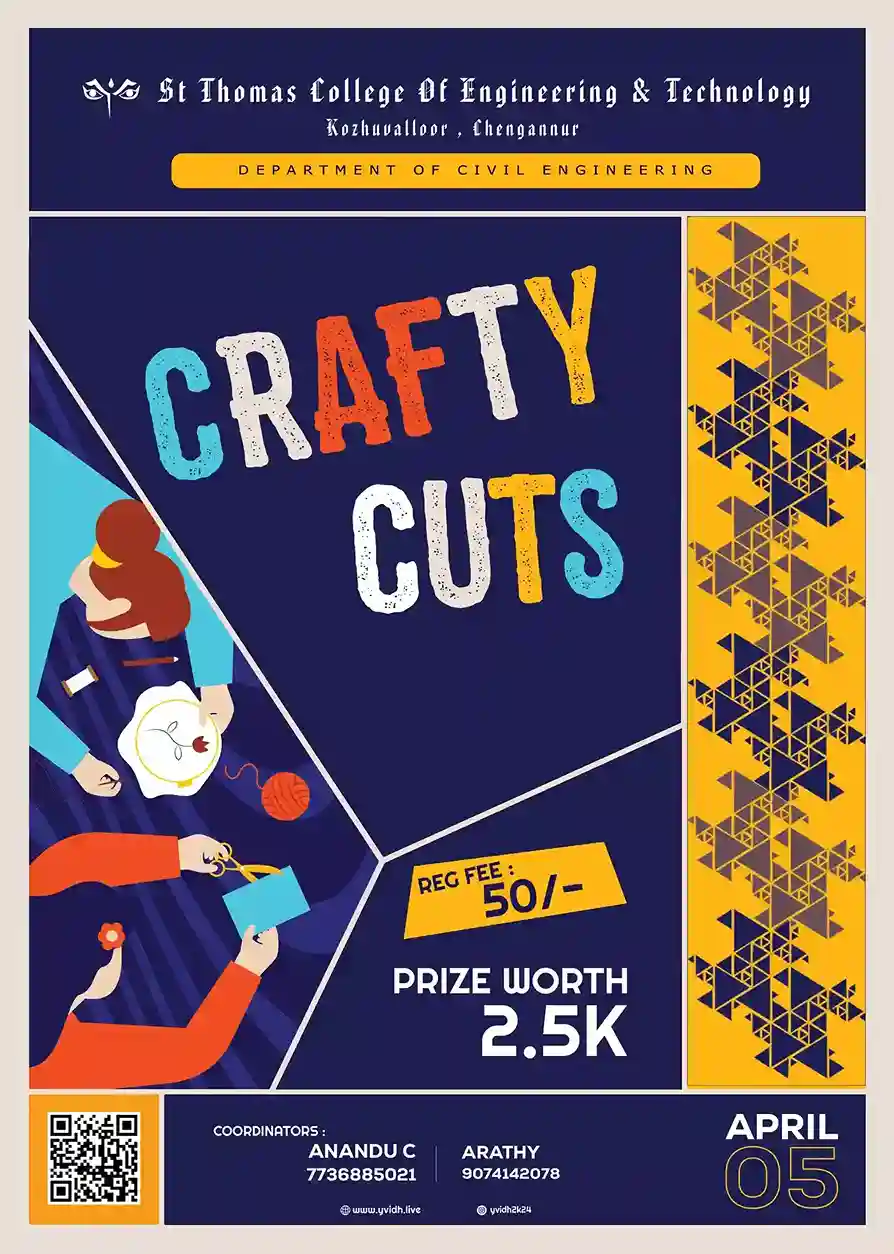 St Thomas College Of Engineering & Technology
Kozhuvalloor , Chengannur
DEPARTMENT OF CIVIL ENGINEERING
CRAFTY
CUTS
REG FEE :
50/-
PRIZE WORTH
2.5K
COORDINATORS :
ANANDU C
7736885021
ARATHY
9074142078
www.yvidh.live
yvidh2k24
APRIL
05